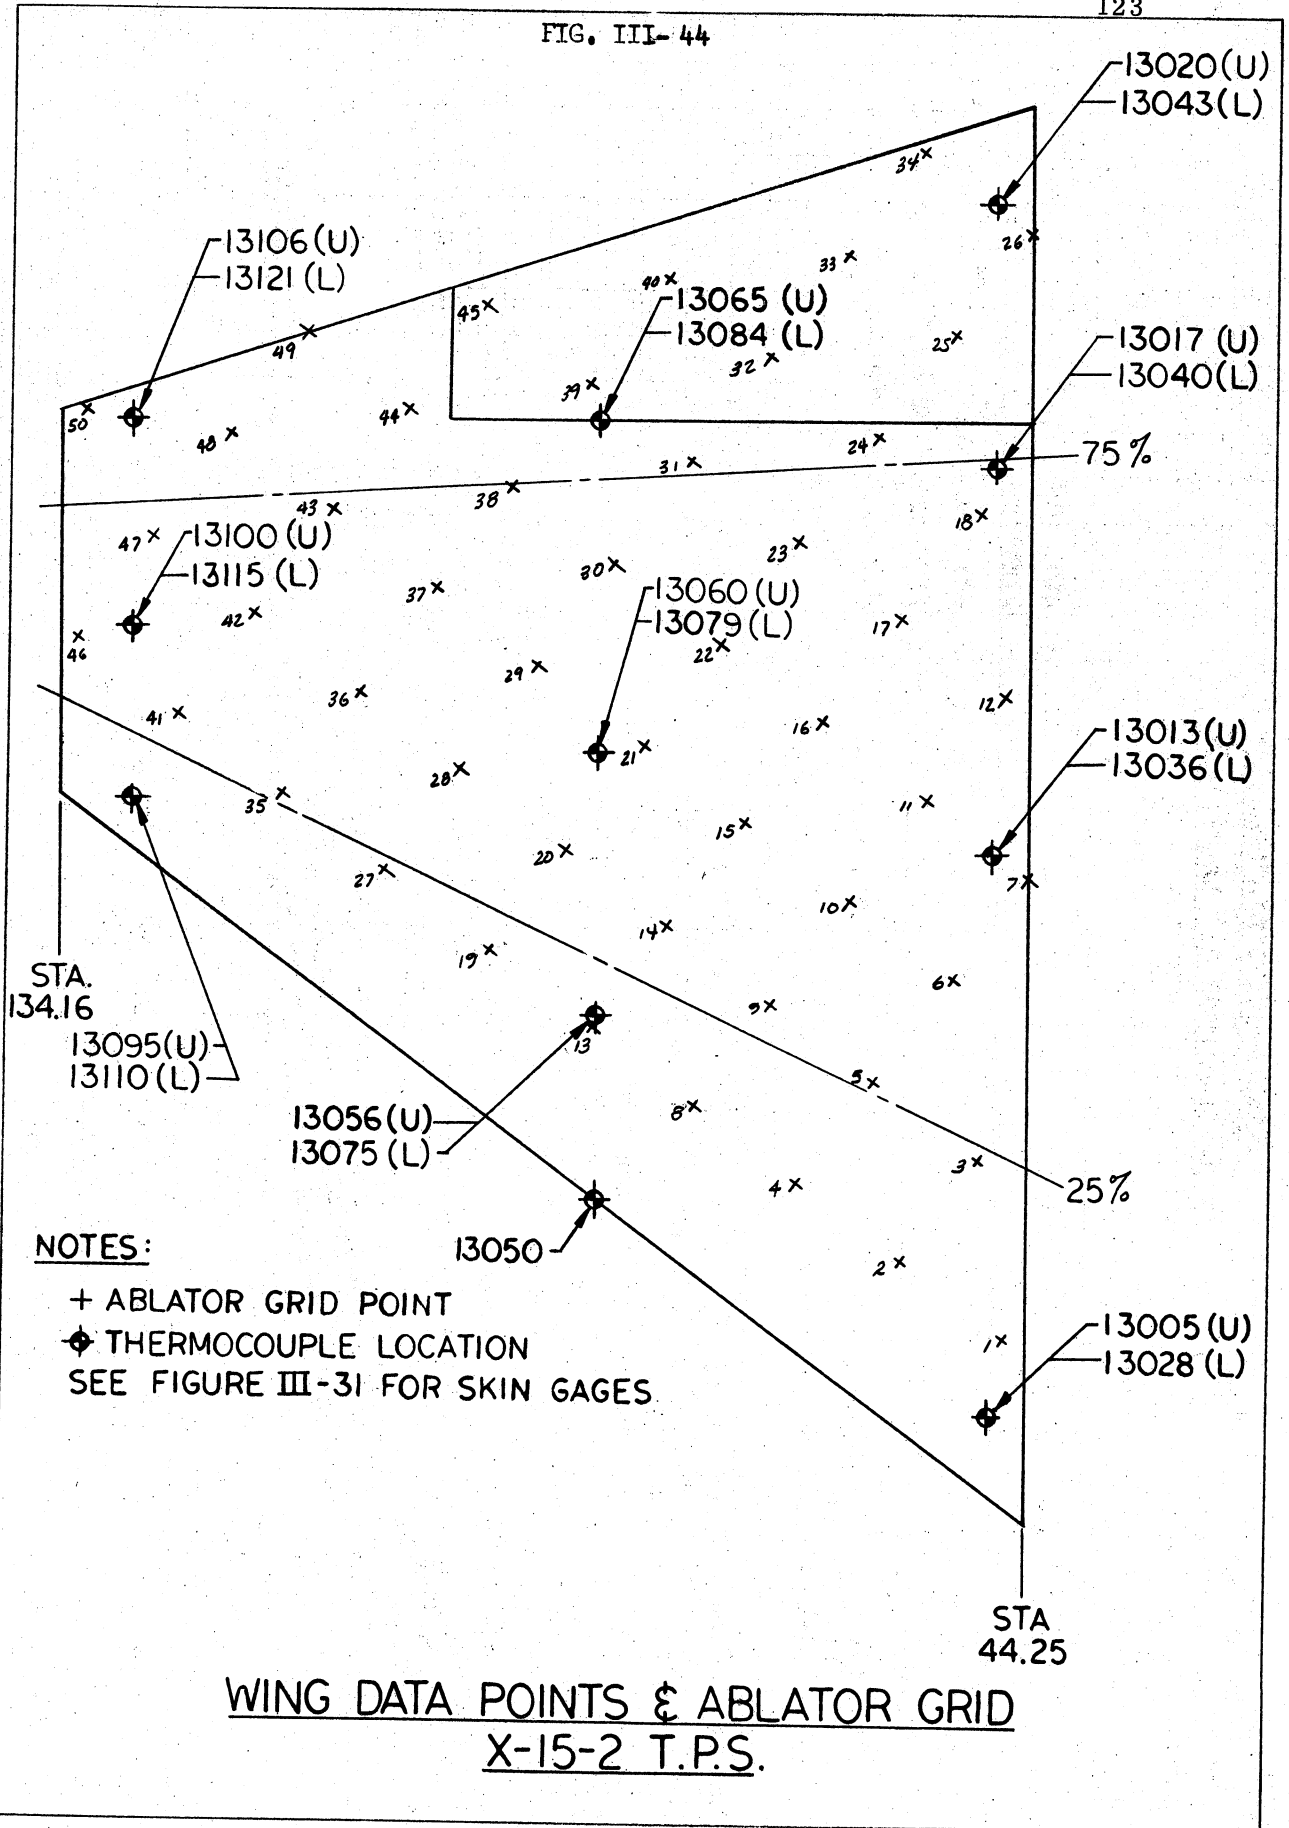 123
FIG. III-44
13020(U)
13043(L)
34
13106(U)
13121(L)
26
33
40
45
13065(U)
13084(L)
49
25
13017(U)
13040(L)
32
39
50
44
48
24
75%
31
38
43
18
47
13100(U)
13115(L)
23
30
37
13060(U)
13079(L)
42
17
46
22
29
36
12
41
16
13013(U)
13036(L)
21
28
35
11
15
20
27
7
10
14
19
STA.
134.16
6
9
13095(U)
13110(L)
13
5
13056(U)
13075(L)
8
3
25%
4
13050
2
NOTES:
+ ABLATOR GRID POINT
THERMOCOUPLE LOCATION
SEE FIGURE III-31 FOR SKIN GAGES
1
13005(U)
13028(L)
STA
44.25
WING DATA POINTS & ABLATOR GRID
X-15-2 T.P.S.